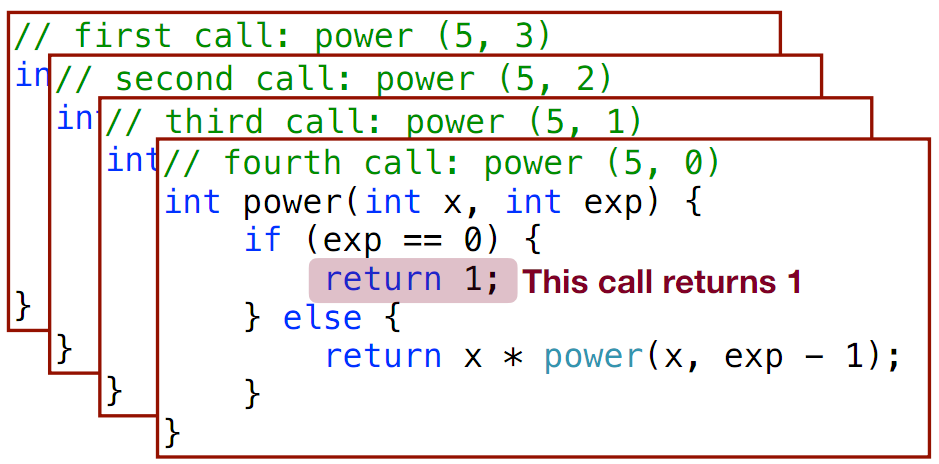 // first call: power (5, 3)
in
// second call: power (5, 2)
int
// third call: power (5, 1)
int
// fourth call: power (5, 0)
int power(int x, int exp) {
if (exp == 0) {
return 1; This call returns 1
} else {
return x * power(x, exp - 1);
}
}
}
}
}